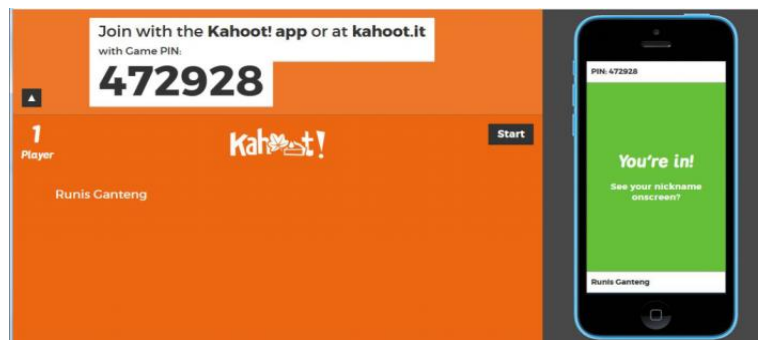 Join with the Kahoot! app or at kahoot.it
with Game PIN:
472928
▲
1
Player
Kahoot!
Start
Runis Ganteng
PIN: 472928
You're in!
See your nickname
onscreen?
Runis Ganteng